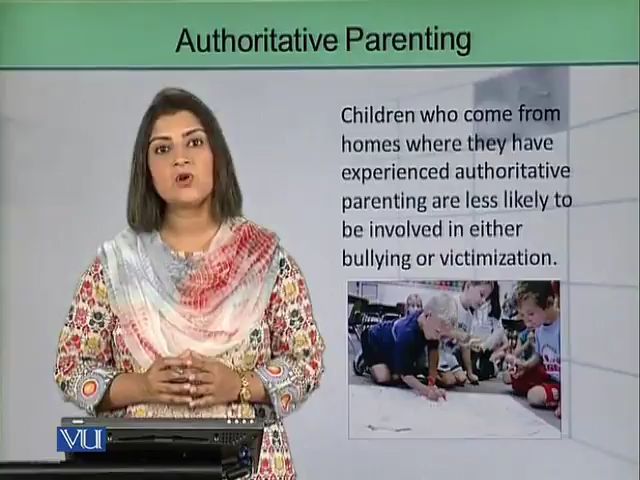 Authoritative Parenting
Children who come from
homes where they have
experienced authoritative
parenting are less likely to
be involved in either
bullying or victimization.
VU